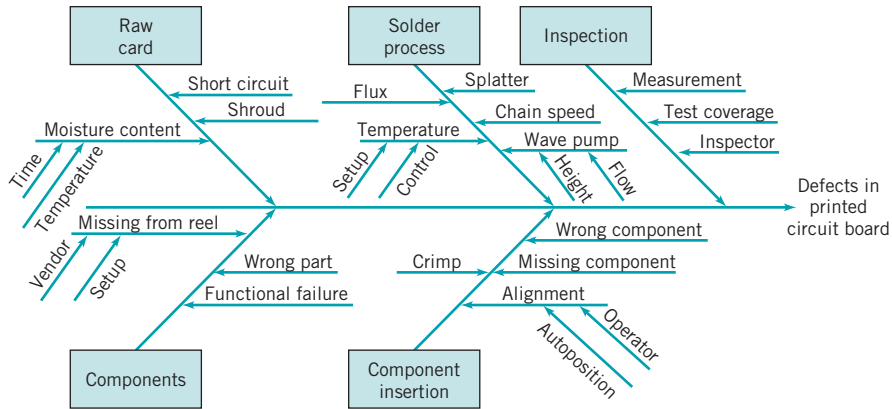 Raw
card
Solder
process
Inspection
Short circuit
Shroud
Moisture content
Time
Temperature
Flux
Splatter
Chain speed
Temperature
Setup
Control
Wave pump
Height
Flow
Measurement
Test coverage
Inspector
Defects in
printed
circuit board
Missing from reel
Vendor
Setup
Wrong part
Functional failure
Components
Wrong component
Crimp
Missing component
Alignment
Autoposition
Operator
Component
insertion